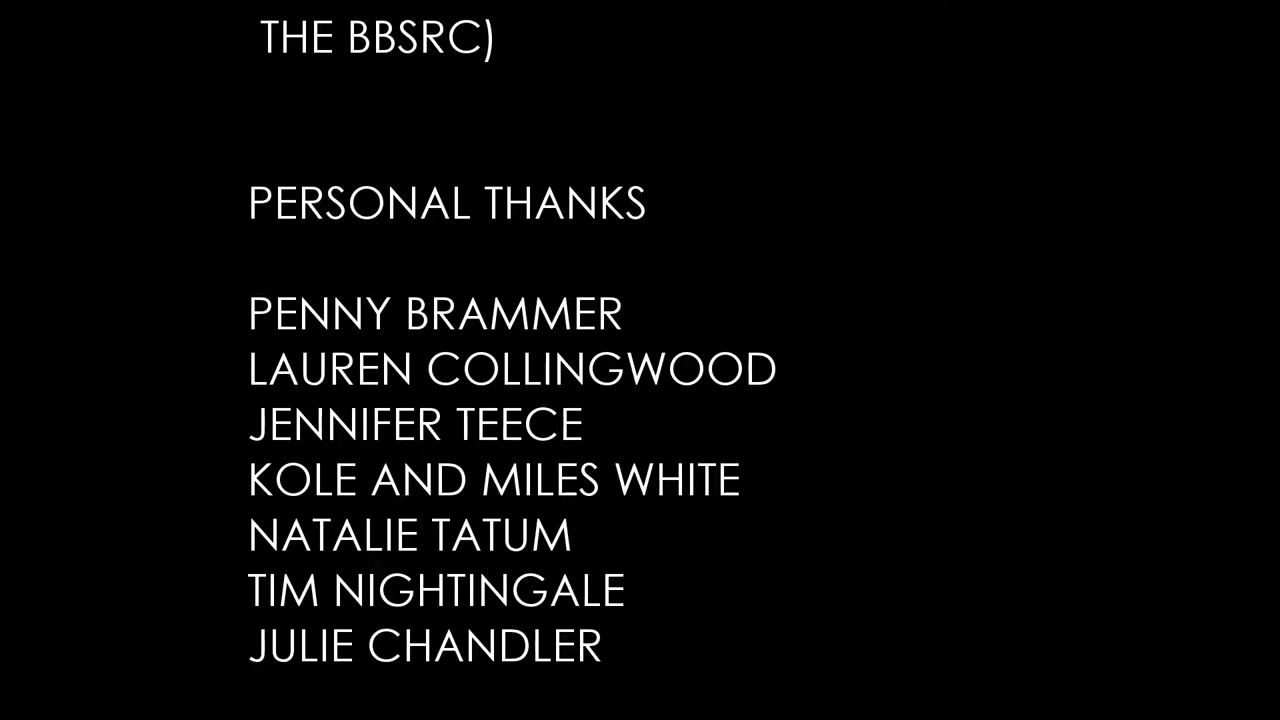 THE BBSRC)
PERSONAL THANKS
PENNY BRAMMER
LAUREN COLLINGWOOD
JENNIFER TEECE
KOLE AND MILES WHITE
NATALIE TATUM
TIM NIGHTINGALE
JULIE CHANDLER